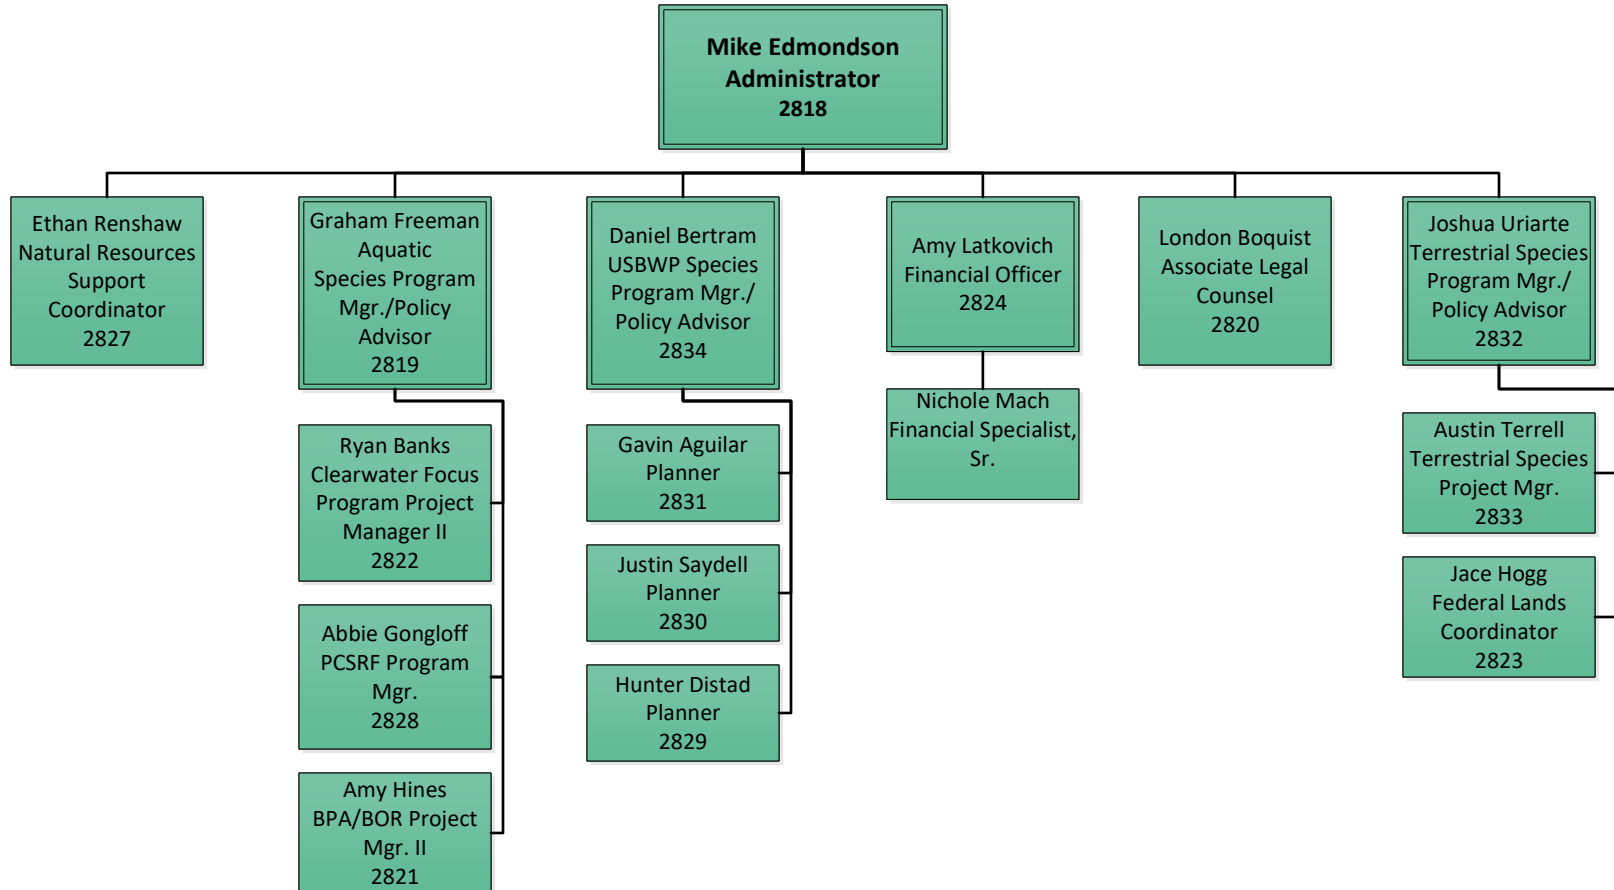 Mike Edmondson
Administrator
2818
Ethan Renshaw
Natural Resources
Support
Coordinator
2827
Graham Freeman
Aquatic
Species Program
Mgr./Policy
Advisor
2819
Daniel Bertram
USBWP Species
Program Mgr./
Policy Advisor
2834
Amy Latkovich
Financial Officer
2824
London Boquist
Associate Legal
Counsel
2820
Joshua Uriarte
Terrestrial Species
Program Mgr./
Policy Advisor
2832
Ryan Banks
Clearwater Focus
Program Project
Manager II
2822
Abbie Gongloff
PCSRF Program
Mgr.
2828
Amy Hines
BPA/BOR Project
Mgr. II
2821
Gavin Aguilar
Planner
2831
Justin Saydell
Planner
2830
Hunter Distad
Planner
2829
Nichole Mach
Financial Specialist,
Sr.
Austin Terrell
Terrestrial Species
Project Mgr.
2833
Jace Hogg
Federal Lands
Coordinator
2823